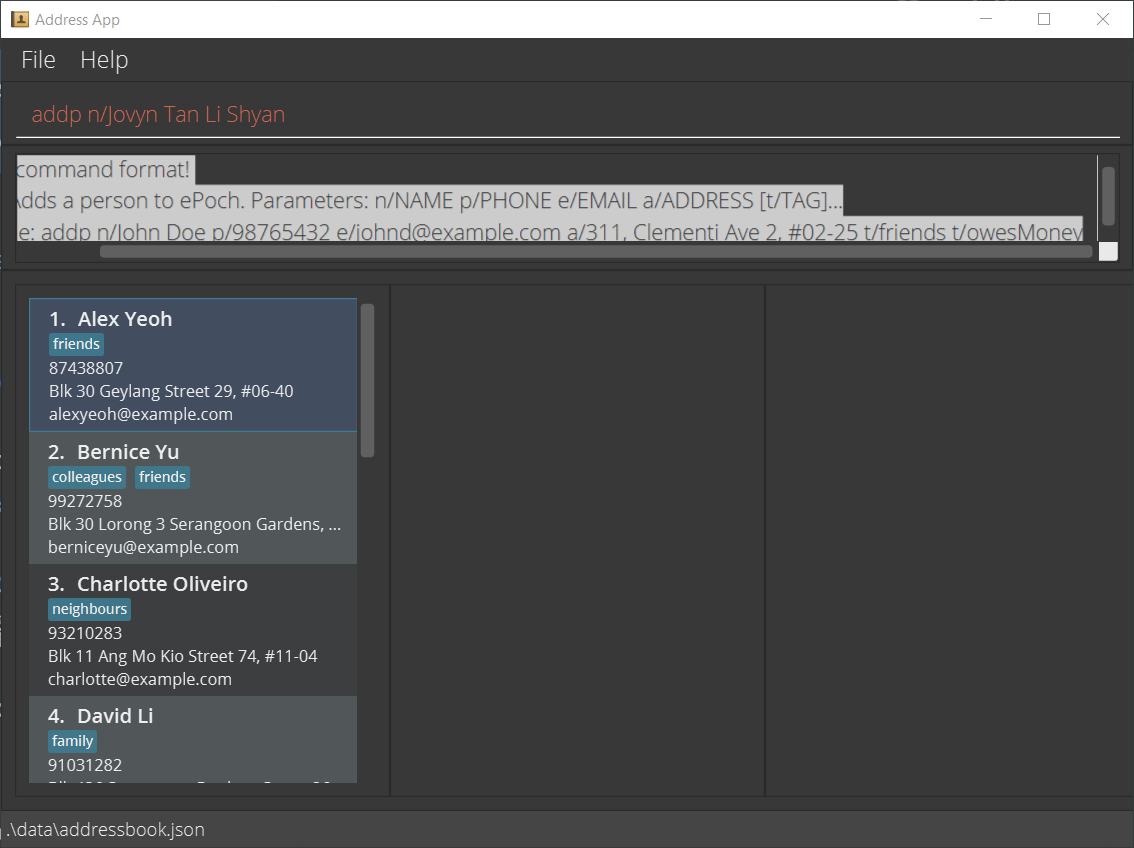 Address App
File Help
addp n/Jovyn Tan Li Shyan
command format!
Adds a person to ePoch. Parameters: n/NAME p/PHONE e/EMAIL a/ADDRESS [t/TAG]...
e: addp n/John Doe p/98765432 e/johnd@example.com a/311, Clementi Ave 2, #02-25 t/friends t/owesMoney
1. Alex Yeoh
friends
87438807
Blk 30 Geylang Street 29, #06-40
alexyeoh@example.com
2. Bernice Yu
colleagues friends
99272758
Blk 30 Lorong 3 Serangoon Gardens, ...
berniceyu@example.com
3. Charlotte Oliveiro
neighbours
93210283
Blk 11 Ang Mo Kio Street 74, #11-04
charlotte@example.com
4. David Li
family
91031282
.\data\addressbook.json